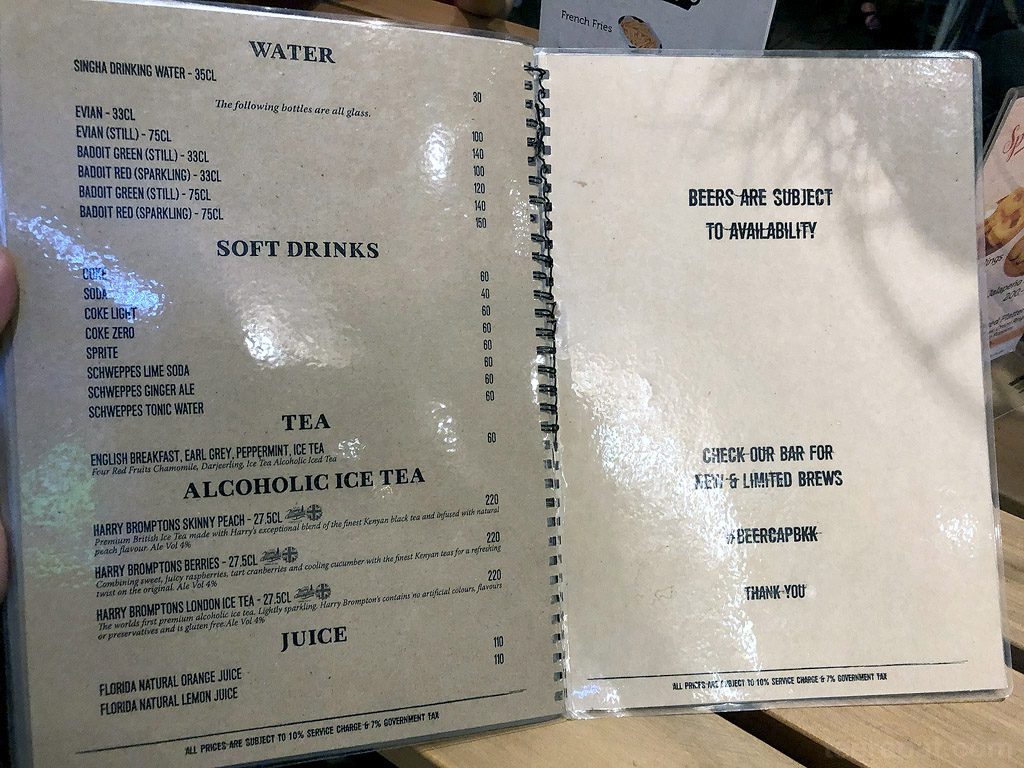 French Fries
WATER
SINGHA DRINKING WATER - 35CL 30
The following bottles are all glass.
EVIAN - 33CL 100
EVIAN (STILL) - 75CL 140
BADOIT GREEN (STILL) - 33CL 100
BADOIT RED (SPARKLING) - 33CL 120
BADOIT GREEN (STILL) - 75CL 140
BADOIT RED (SPARKLING) - 75CL 150
SOFT DRINKS
COKE 60
SODA 40
COKE LIGHT 60
COKE ZERO 60
SPRITE 60
SCHWEPPES LIME SODA 60
SCHWEPPES GINGER ALE 60
SCHWEPPES TONIC WATER 60
TEA
ENGLISH BREAKFAST, EARL GREY, PEPPERMINT, ICE TEA 60
Four Red Fruits Chamomile, Darjeerling, Ice Tea Alcoholic Iced Tea
ALCOHOLIC ICE TEA
HARRY BROMPTONS SKINNY PEACH - 27.5CL 220
Premium British Ice Tea made with Harry's exceptional blend of the finest Kenyan black tea and infused with natural
peach flavour. Ale Vol 4%
HARRY BROMPTONS BERRIES - 27.5CL 220
Combining sweet, juicy raspberries, tart cranberries and cooling cucumber with the finest Kenyan teas for a refreshing
twist on the original. Ale Vol 4%
HARRY BROMPTONS LONDON ICE TEA - 27.5CL 220
The worlds first premium alcoholic ice tea. Lightly sparkling. Harry Brompton's contains no artificial colours, flavours
or preservatives and is gluten free. Ale Vol 4%
JUICE
FLORIDA NATURAL ORANGE JUICE 110
FLORIDA NATURAL LEMON JUICE 110
ALL PRICES ARE SUBJECT TO 10% SERVICE CHARGE & 7% GOVERNMENT TAX
BEERS ARE SUBJECT
TO AVAILABILITY
CHECK OUR BAR FOR
NEW & LIMITED BREWS
#BEERCAPBKK
THANK YOU
ALL PRICES ARE SUBJECT TO 10% SERVICE CHARGE & 7% GOVERNMENT TAX